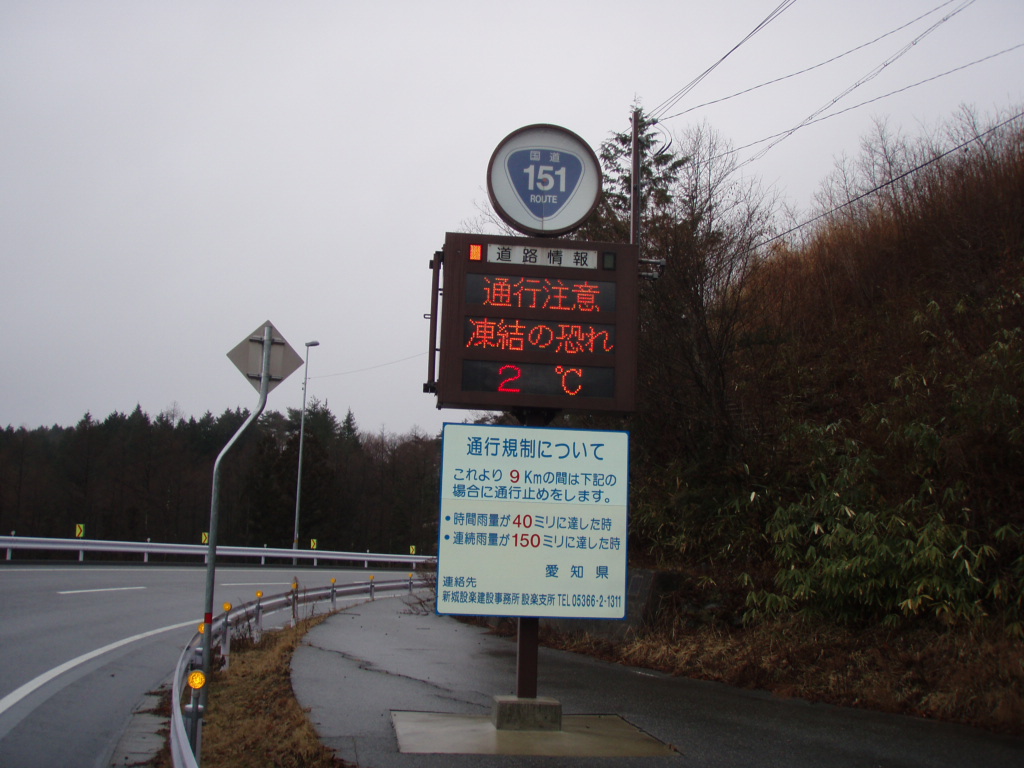 国道
151
ROUTE
道路情報
通行注意
凍結の恐れ
2 ℃
通行規制について
これより 9 Kmの間は下記の
場合に通行止めをします。
• 時間雨量が40ミリに達した時
• 連続雨量が150ミリに達した時
愛知県
連絡先
新城設楽建設事務所設楽支所 TEL 05366-2-1311